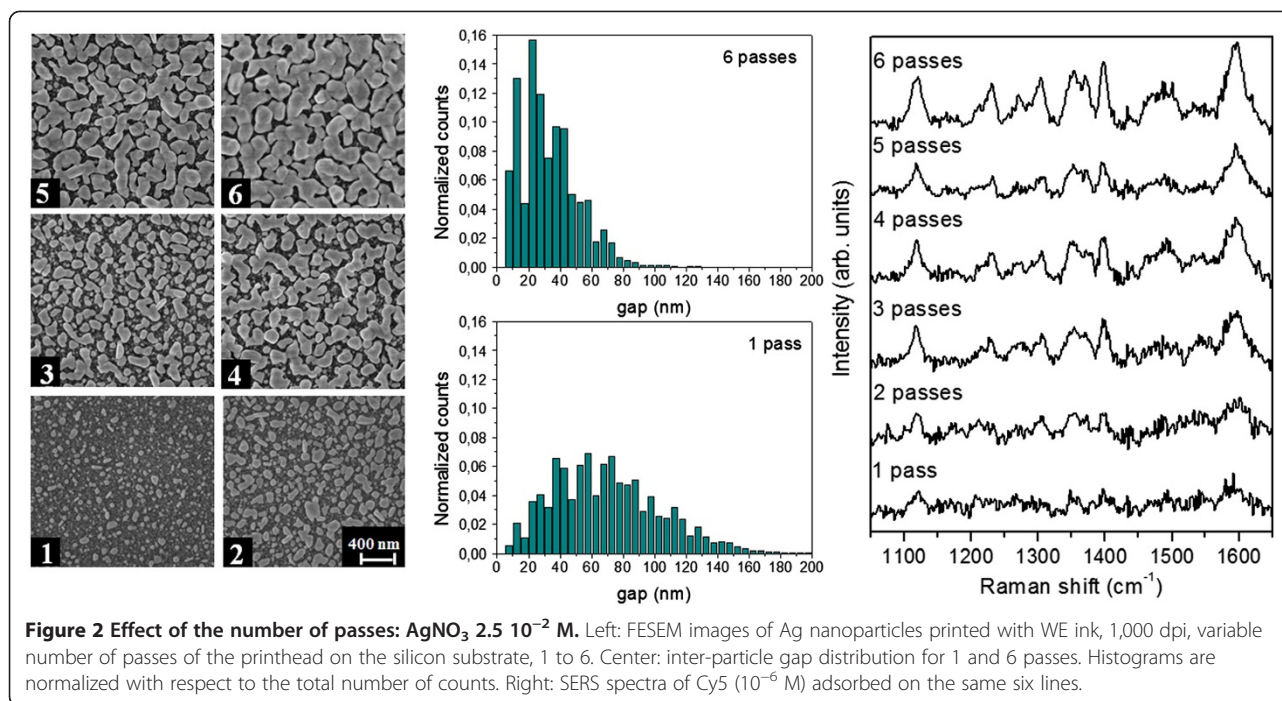 5
6
3
4
1
2
400 nm
0,16
0,14
0,12
0,10
0,08
0,06
0,04
0,02
0,00
Normalized counts
6 passes
0 20 40 60 80 100 120 140 160 180 200
gap (nm)
0,16
0,14
0,12
0,10
0,08
0,06
0,04
0,02
0,00
Normalized counts
1 pass
0 20 40 60 80 100 120 140 160 180 200
gap (nm)
Intensity (arb. units)
6 passes
5 passes
4 passes
3 passes
2 passes
1 pass
1100 1200 1300 1400 1500 1600
Raman shift (cm⁻¹)
Figure 2 Effect of the number of passes: AgNO₃ 2.5 10⁻² M. Left: FESEM images of Ag nanoparticles printed with WE ink, 1,000 dpi, variable
number of passes of the printhead on the silicon substrate, 1 to 6. Center: inter-particle gap distribution for 1 and 6 passes. Histograms are
normalized with respect to the total number of counts. Right: SERS spectra of Cy5 (10⁻⁶ M) adsorbed on the same six lines.